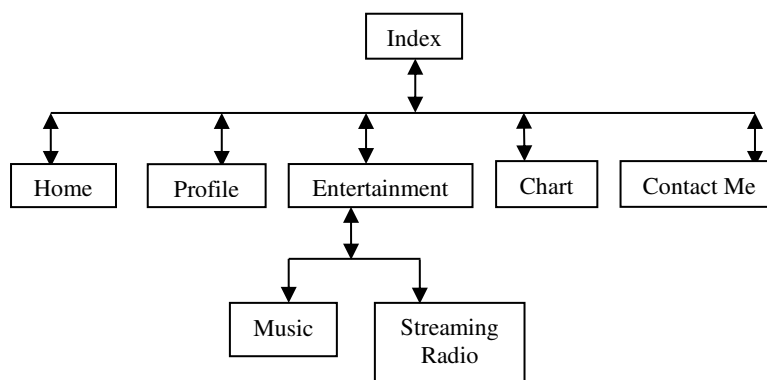 Index
Home
Profile
Entertainment
Chart
Contact Me
Music
Streaming
Radio